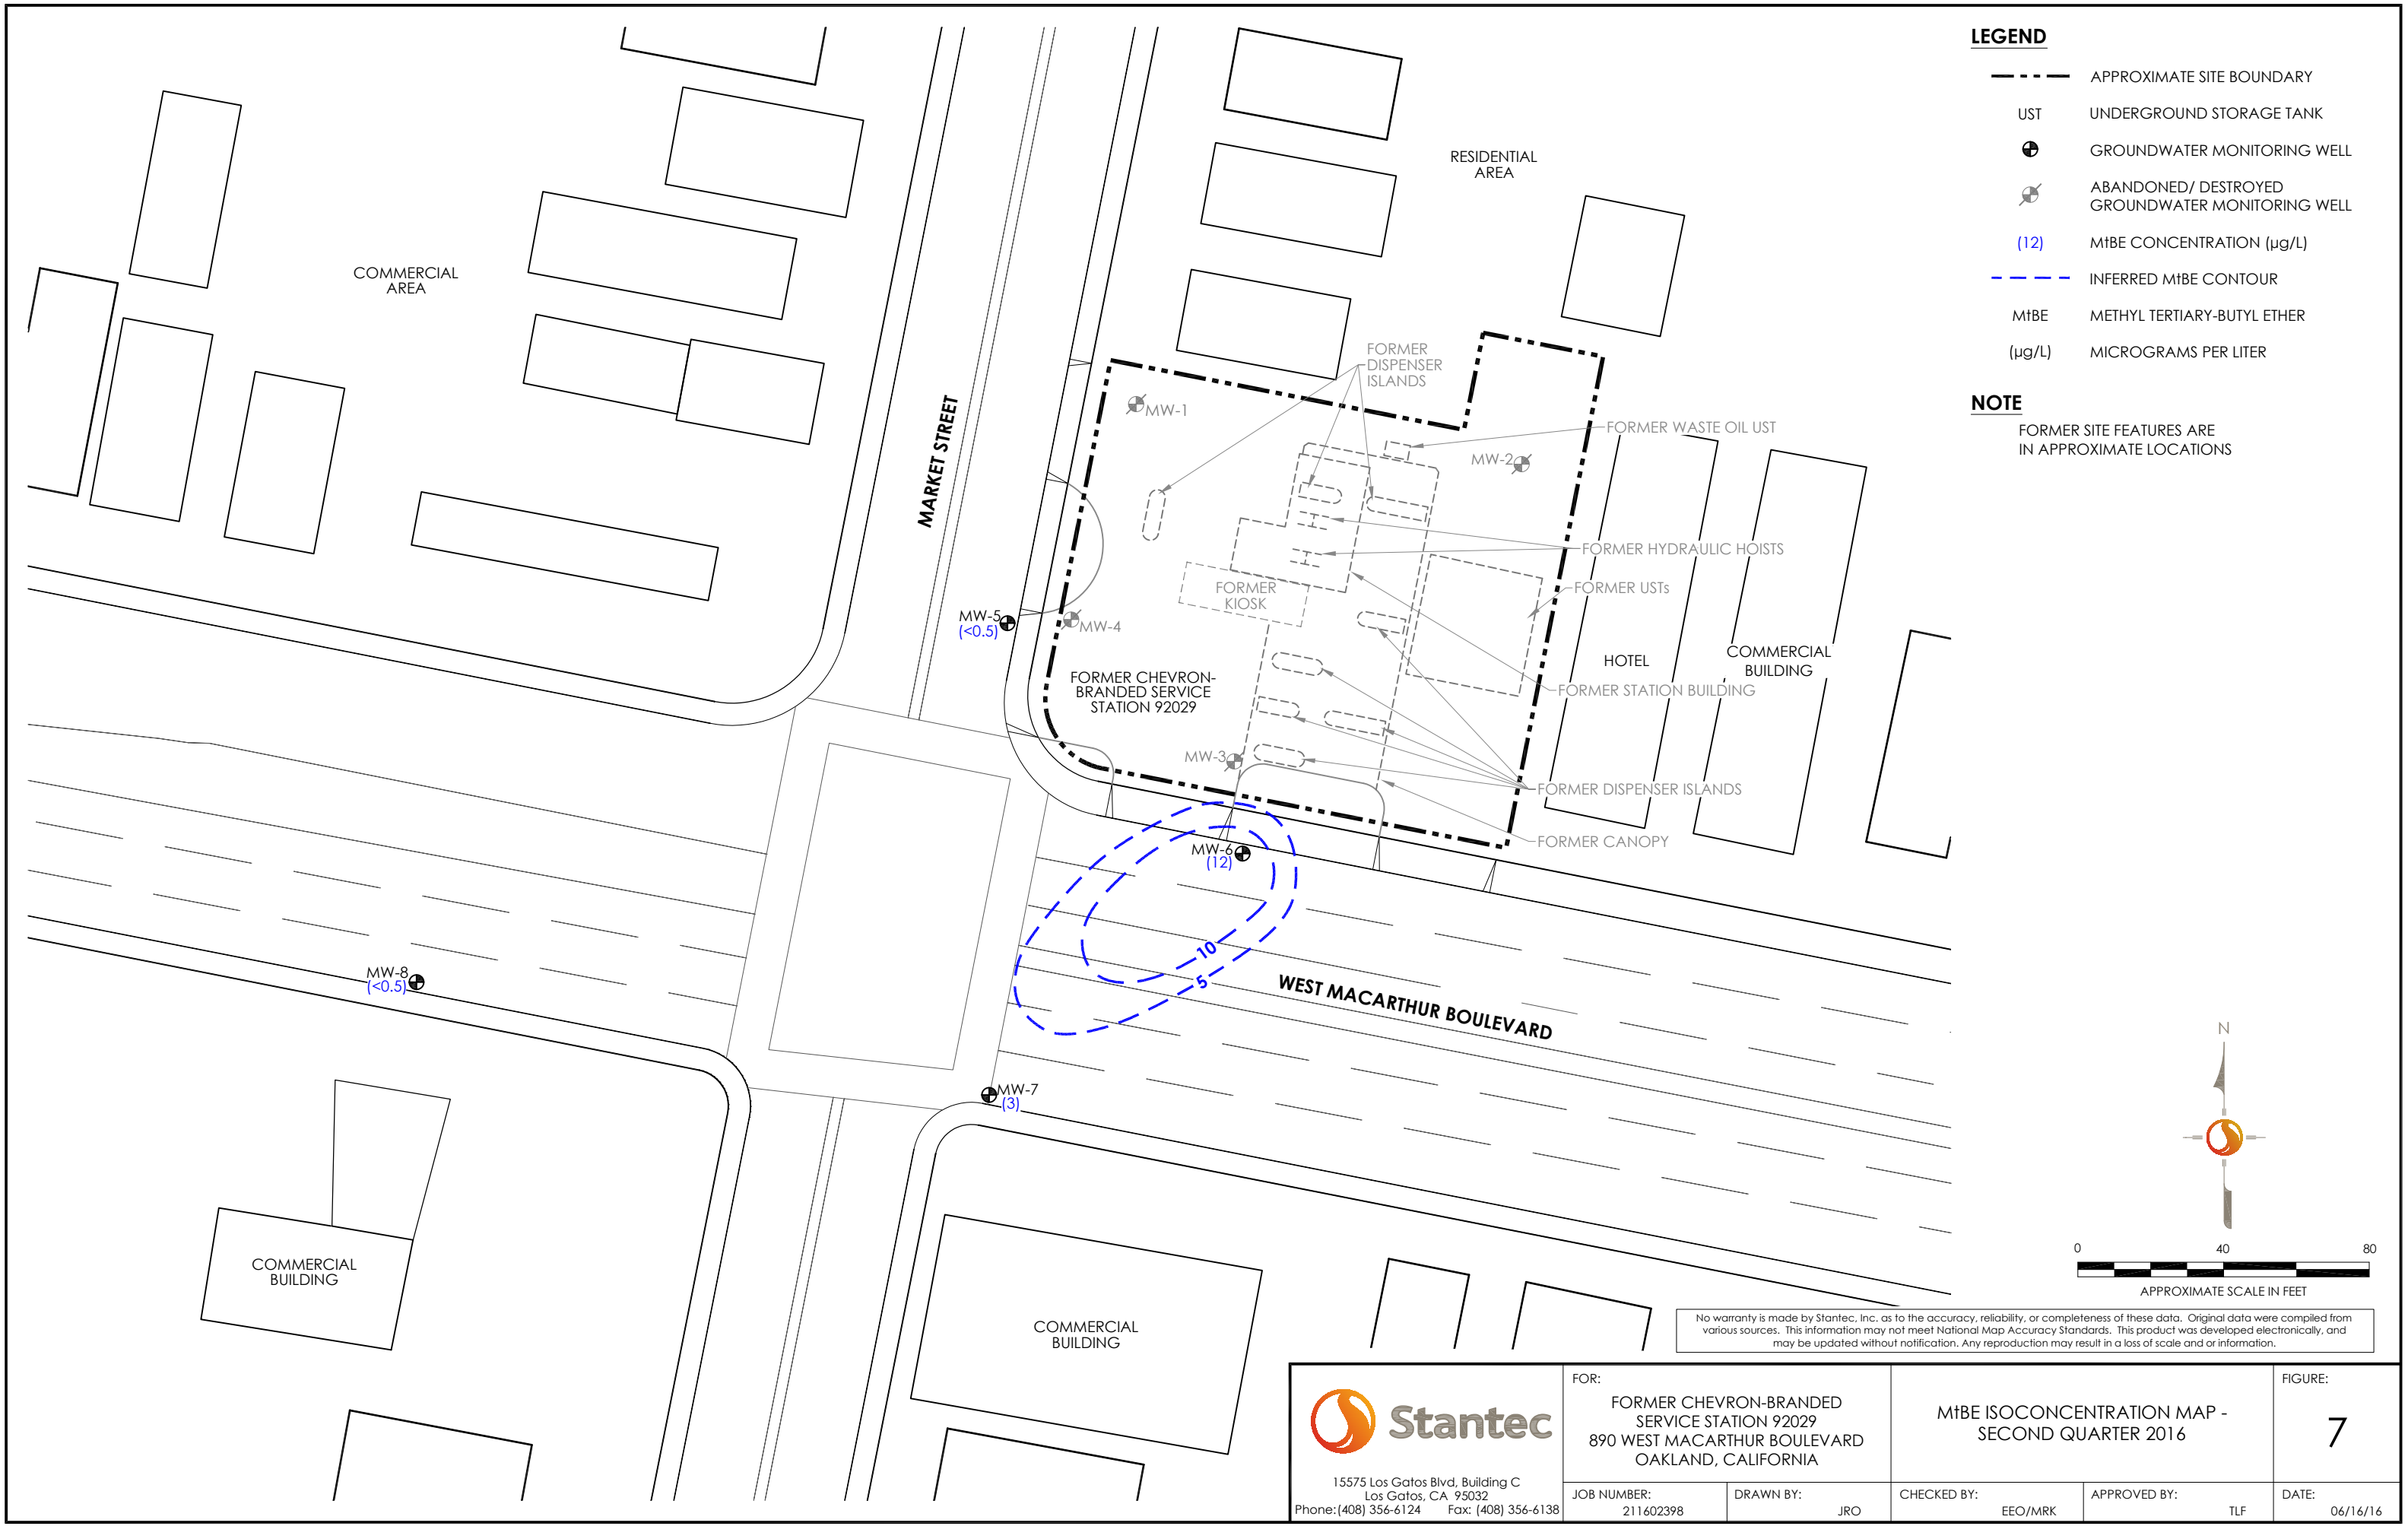 LEGEND
APPROXIMATE SITE BOUNDARY
UST UNDERGROUND STORAGE TANK
GROUNDWATER MONITORING WELL
ABANDONED/ DESTROYED
GROUNDWATER MONITORING WELL
(12) MtBE CONCENTRATION (µg/L)
INFERRED MtBE CONTOUR
MtBE METHYL TERTIARY-BUTYL ETHER
(µg/L) MICROGRAMS PER LITER
NOTE
FORMER SITE FEATURES ARE
IN APPROXIMATE LOCATIONS
RESIDENTIAL
AREA
COMMERCIAL
AREA
MARKET STREET
FORMER
DISPENSER
ISLANDS
MW-1
FORMER WASTE OIL UST
MW-2
FORMER HYDRAULIC HOISTS
FORMER
KIOSK
FORMER USTs
MW-5
(<0.5)
MW-4
HOTEL
COMMERCIAL
BUILDING
FORMER CHEVRON-
BRANDED SERVICE
STATION 92029
FORMER STATION BUILDING
MW-3
FORMER DISPENSER ISLANDS
FORMER CANOPY
MW-6
(12)
10
5
WEST MACARTHUR BOULEVARD
MW-8
(<0.5)
MW-7
(3)
COMMERCIAL
BUILDING
COMMERCIAL
BUILDING
N
0 40 80
APPROXIMATE SCALE IN FEET
No warranty is made by Stantec, Inc. as to the accuracy, reliability, or completeness of these data. Original data were compiled from
various sources. This information may not meet National Map Accuracy Standards. This product was developed electronically, and
may be updated without notification. Any reproduction may result in a loss of scale and or information.
Stantec
15575 Los Gatos Blvd, Building C
Los Gatos, CA 95032
Phone:(408) 356-6124 Fax: (408) 356-6138
FOR:
FORMER CHEVRON-BRANDED
SERVICE STATION 92029
890 WEST MACARTHUR BOULEVARD
OAKLAND, CALIFORNIA
MtBE ISOCONCENTRATION MAP -
SECOND QUARTER 2016
FIGURE:
7
JOB NUMBER:
211602398
DRAWN BY:
JRO
CHECKED BY:
EEO/MRK
APPROVED BY:
TLF
DATE:
06/16/16